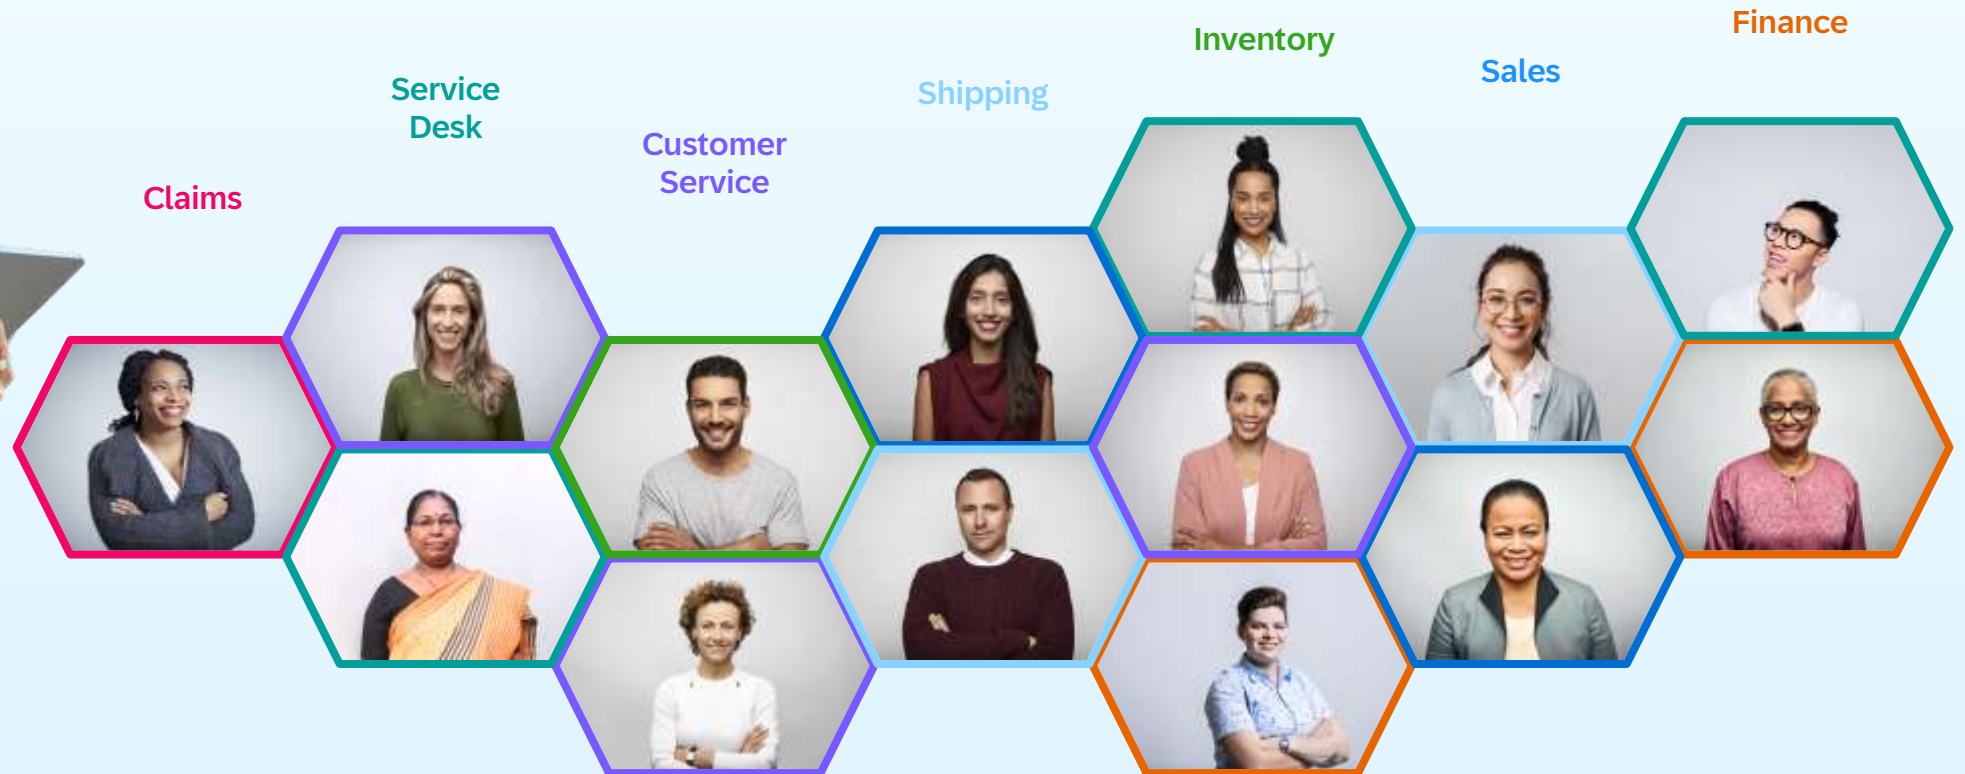 Claims
Service
Desk
Customer
Service
Shipping
Inventory
Sales
Finance